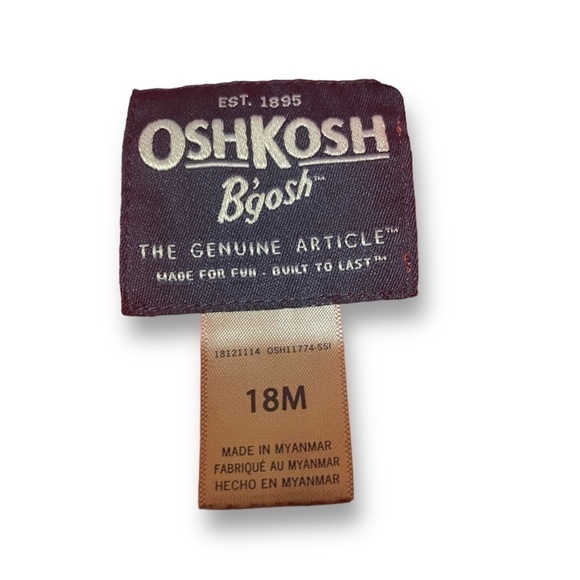 EST. 1895
OSHKOSH
B'gosh™
THE GENUINE ARTICLE™
MADE FOR FUN - BUILT TO LAST™
18121114 OSH11774-SSI
18M
MADE IN MYANMAR
FABRIQUÉ AU MYANMAR
HECHO EN MYANMAR